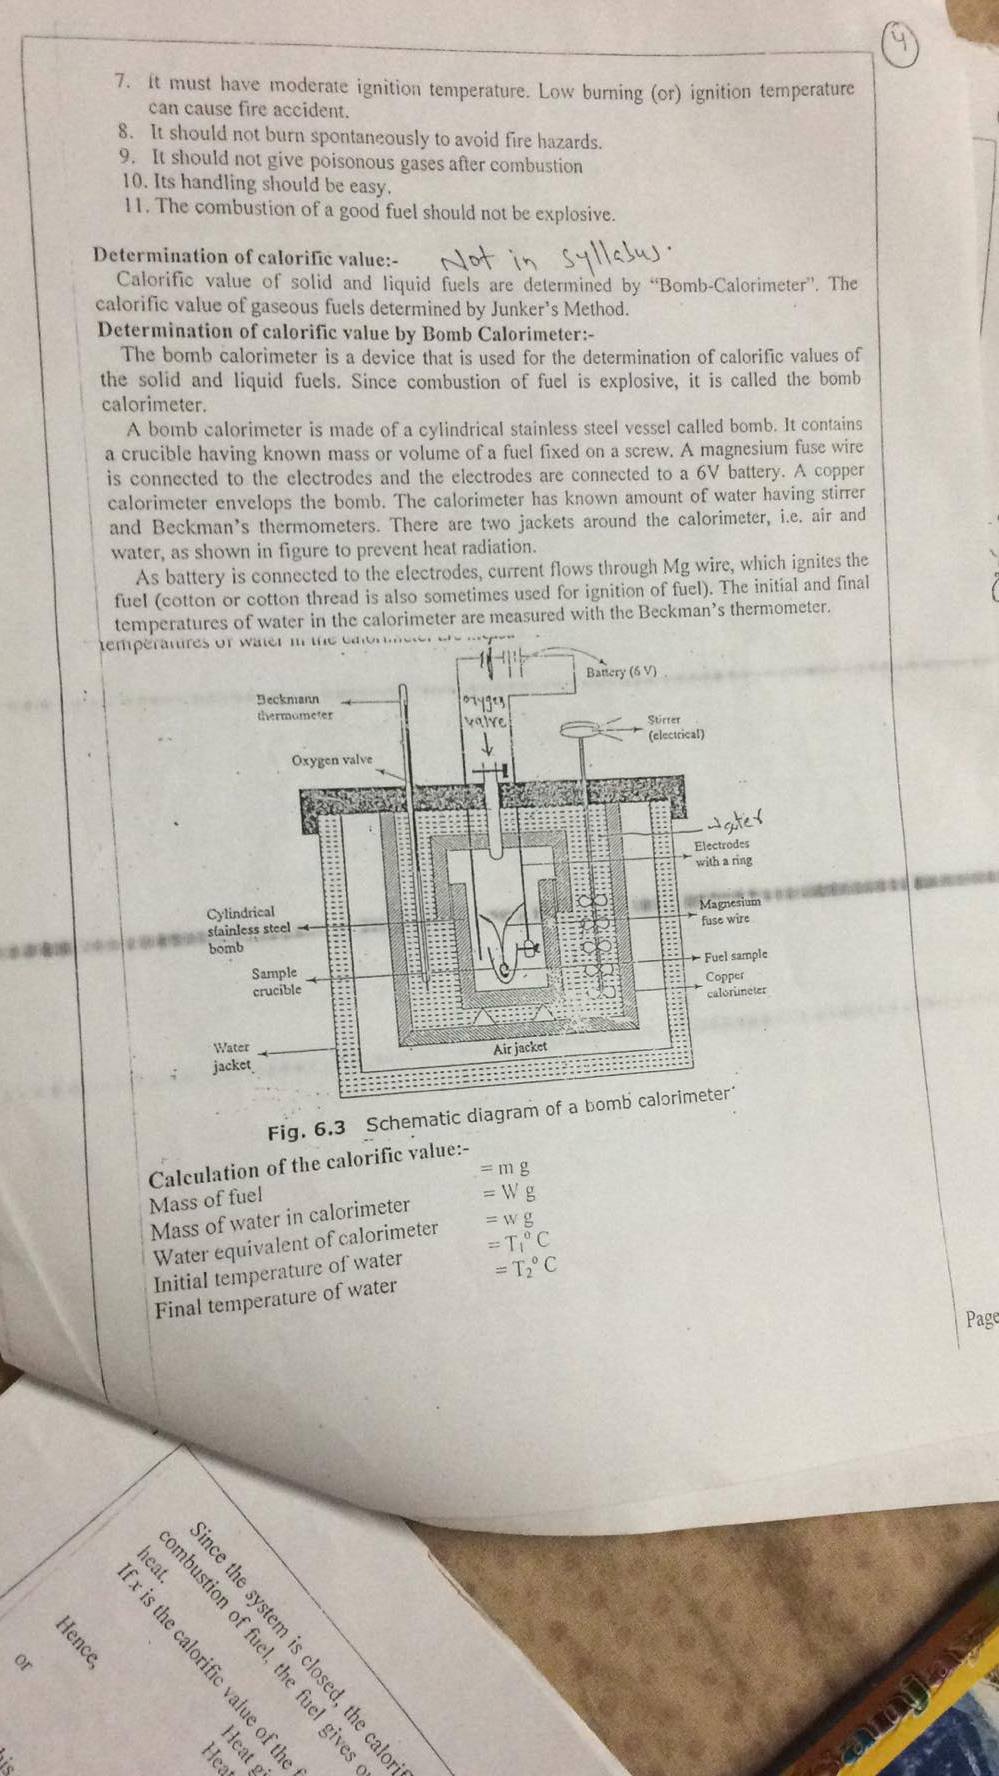 4
7. It must have moderate ignition temperature. Low burning (or) ignition temperature
can cause fire accident.
8. It should not burn spontaneously to avoid fire hazards.
9. It should not give poisonous gases after combustion
10. Its handling should be easy.
11. The combustion of a good fuel should not be explosive.
Determination of calorific value:- Not in syllabus.
Calorific value of solid and liquid fuels are determined by “Bomb-Calorimeter”. The
calorific value of gaseous fuels determined by Junker's Method.
Determination of calorific value by Bomb Calorimeter:-
The bomb calorimeter is a device that is used for the determination of calorific values of
the solid and liquid fuels. Since combustion of fuel is explosive, it is called the bomb
calorimeter.
A bomb calorimeter is made of a cylindrical stainless steel vessel called bomb. It contains
a crucible having known mass or volume of a fuel fixed on a screw. A magnesium fuse wire
is connected to the electrodes and the electrodes are connected to a 6V battery. A copper
calorimeter envelops the bomb. The calorimeter has known amount of water having stirrer
and Beckman's thermometers. There are two jackets around the calorimeter, i.e. air and
water, as shown in figure to prevent heat radiation.
As battery is connected to the electrodes, current flows through Mg wire, which ignites the
fuel (cotton or cotton thread is also sometimes used for ignition of fuel). The initial and final
temperatures of water in the calorimeter are measured with the Beckman's thermometer.
temperatures of water in the
Battery (6 V)
Beckmann
thermometer
oxygen
valve
Stirrer
(electrical)
Oxygen valve
water
Electrodes
with a ring
Magnesium
fuse wire
Cylindrical
stainless steel
bomb
Fuel sample
Sample
crucible
Copper
calorimeter
Water
jacket
Air jacket
Fig. 6.3 Schematic diagram of a bomb calorimeter
Calculation of the calorific value:-
Mass of fuel = m g
Mass of water in calorimeter = W g
Water equivalent of calorimeter = w g
Initial temperature of water = T₁° C
Final temperature of water = T₂° C
Page
Since the system is closed, the
combustion of fuel, the fuel gives
heat.
If x is the calorific value of the
Heat
Heat
Hence,
or